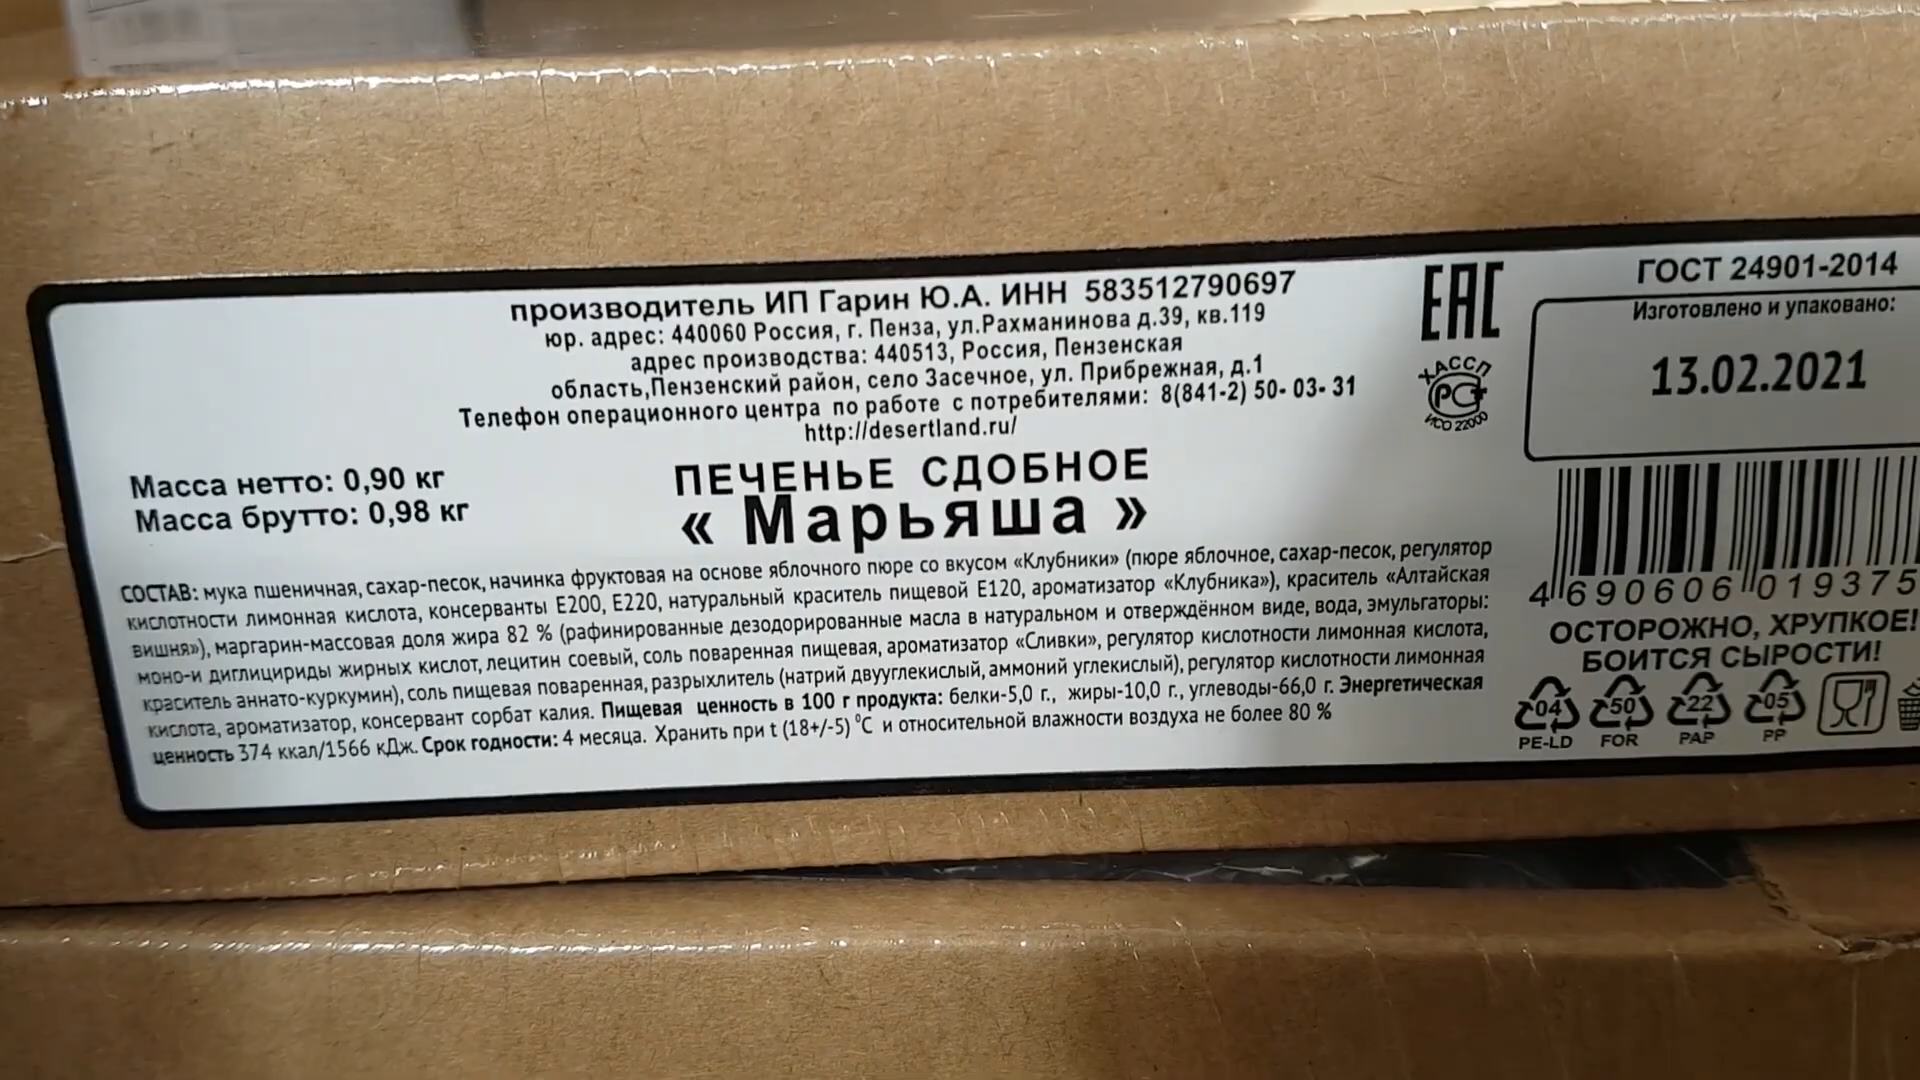 производитель ИП Гарин Ю.А. ИНН 583512790697
юр. адрес: 440060 Россия, г. Пенза, ул.Рахманинова д.39, кв.119
адрес производства: 440513, Россия, Пензенская
область,Пензенский район, село Засечное, ул. Прибрежная, д.1
Телефон операционного центра по работе с потребителями: 8(841-2) 50- 03- 31
http://desertland.ru/
Масса нетто: 0,90 кг
Масса брутто: 0,98 кг
ПЕЧЕНЬЕ СДОБНОЕ
« Марьяша »
СОСТАВ: мука пшеничная, сахар-песок, начинка фруктовая на основе яблочного пюре со вкусом «Клубники» (пюре яблочное, сахар-песок, регулятор
кислотности лимонная кислота, консерванты Е200, Е220, натуральный краситель пищевой Е120, ароматизатор «Клубника»), краситель «Алтайская
вишня»), маргарин-массовая доля жира 82 % (рафинированные дезодорированные масла в натуральном и отверждённом виде, вода, эмульгаторы:
моно-и диглицириды жирных кислот, лецитин соевый, соль поваренная пищевая, ароматизатор «Сливки», регулятор кислотности лимонная кислота,
краситель аннато-куркумин), соль пищевая поваренная, разрыхлитель (натрий двууглекислый, аммоний углекислый), регулятор кислотности лимонная
кислота, ароматизатор, консервант сорбат калия. Пищевая ценность в 100 г продукта: белки-5,0 г., жиры-10,0 г., углеводы-66,0 г. Энергетическая
ценность 374 ккал/1566 кДж. Срок годности: 4 месяца. Хранить при t (18+/-5) ⁰С и относительной влажности воздуха не более 80 %
ЕАС
ХАССП
РСТ
ИСО 22000
ГОСТ 24901-2014
Изготовлено и упаковано:
13.02.2021
4 690606 019375
ОСТОРОЖНО, ХРУПКОЕ!
БОИТСЯ СЫРОСТИ!
04 50 22 05
PE-LD FOR PAP PP